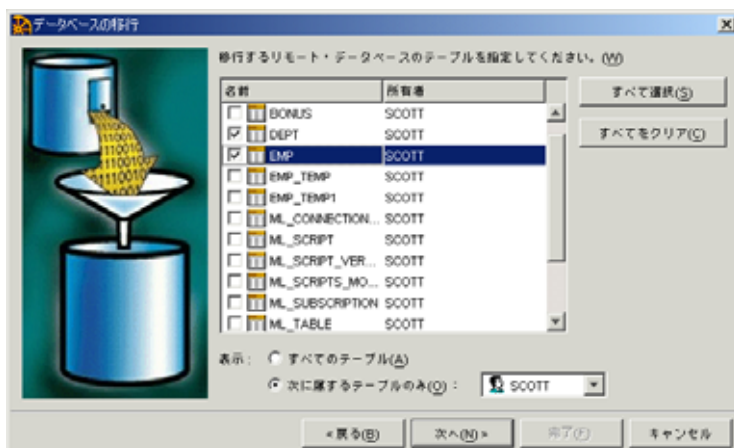 データベースの移行
移行するリモート・データベースのテーブルを指定してください。(W)
名前 所有者
BONUS SCOTT
DEPT SCOTT
EMP SCOTT
EMP_TEMP SCOTT
EMP_TEMP1 SCOTT
ML_CONNECTION... SCOTT
ML_SCRIPT SCOTT
ML_SCRIPT_VER... SCOTT
ML_SCRIPTS_MO... SCOTT
ML_SUBSCRIPTION SCOTT
ML_TABLE SCOTT
すべて選択(S)
すべてをクリア(C)
表示: すべてのテーブル(A)
次に属するテーブルのみ(O): SCOTT
<戻る(B) 次へ(N)> 完了(F) キャンセル